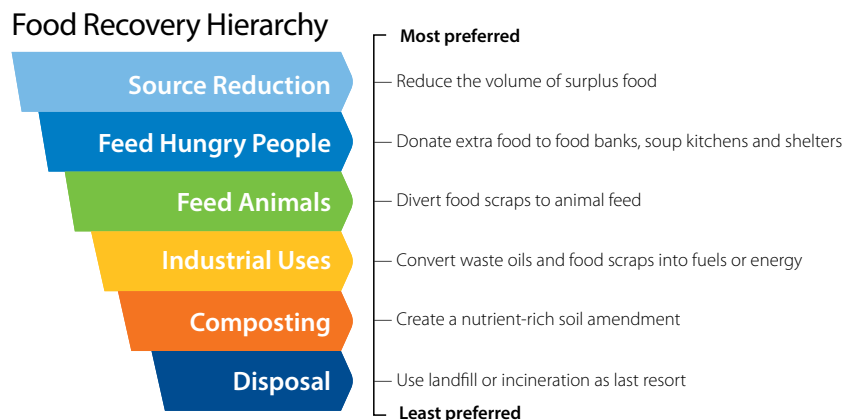 Food Recovery Hierarchy
Most preferred
Source Reduction
Reduce the volume of surplus food
Feed Hungry People
Donate extra food to food banks, soup kitchens and shelters
Feed Animals
Divert food scraps to animal feed
Industrial Uses
Convert waste oils and food scraps into fuels or energy
Composting
Create a nutrient-rich soil amendment
Disposal
Use landfill or incineration as last resort
Least preferred